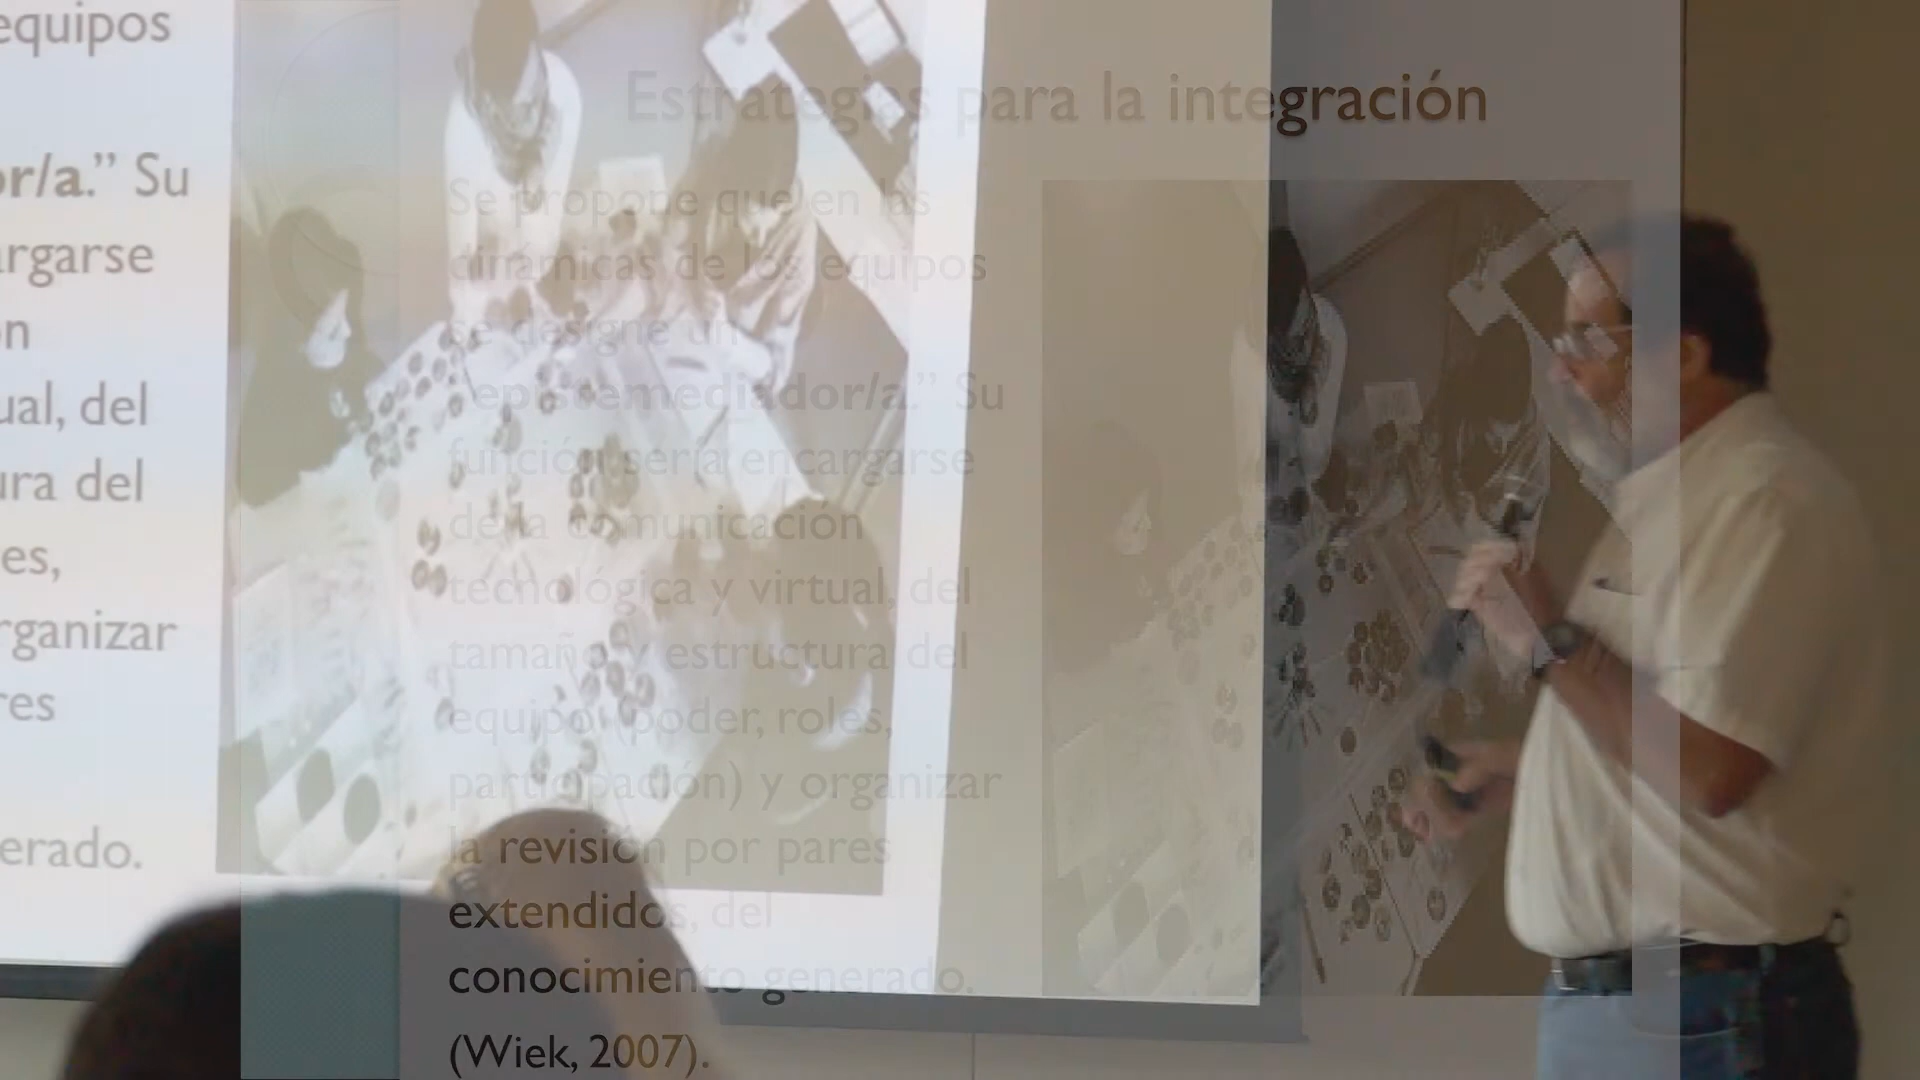 equipos
or/a.” Su
argarse
ón
ual, del
ura del
es,
rganizar
res
erado.
Estrategias para la integración
Se propone que en las
dinámicas de los equipos
se designe un
“epistemediador/a.” Su
función sería encargarse
de la comunicación
tecnológica y virtual, del
tamaño y estructura del
equipo (poder, roles,
participación) y organizar
la revisión por pares
extendidos, del
conocimiento generado.
(Wiek, 2007).